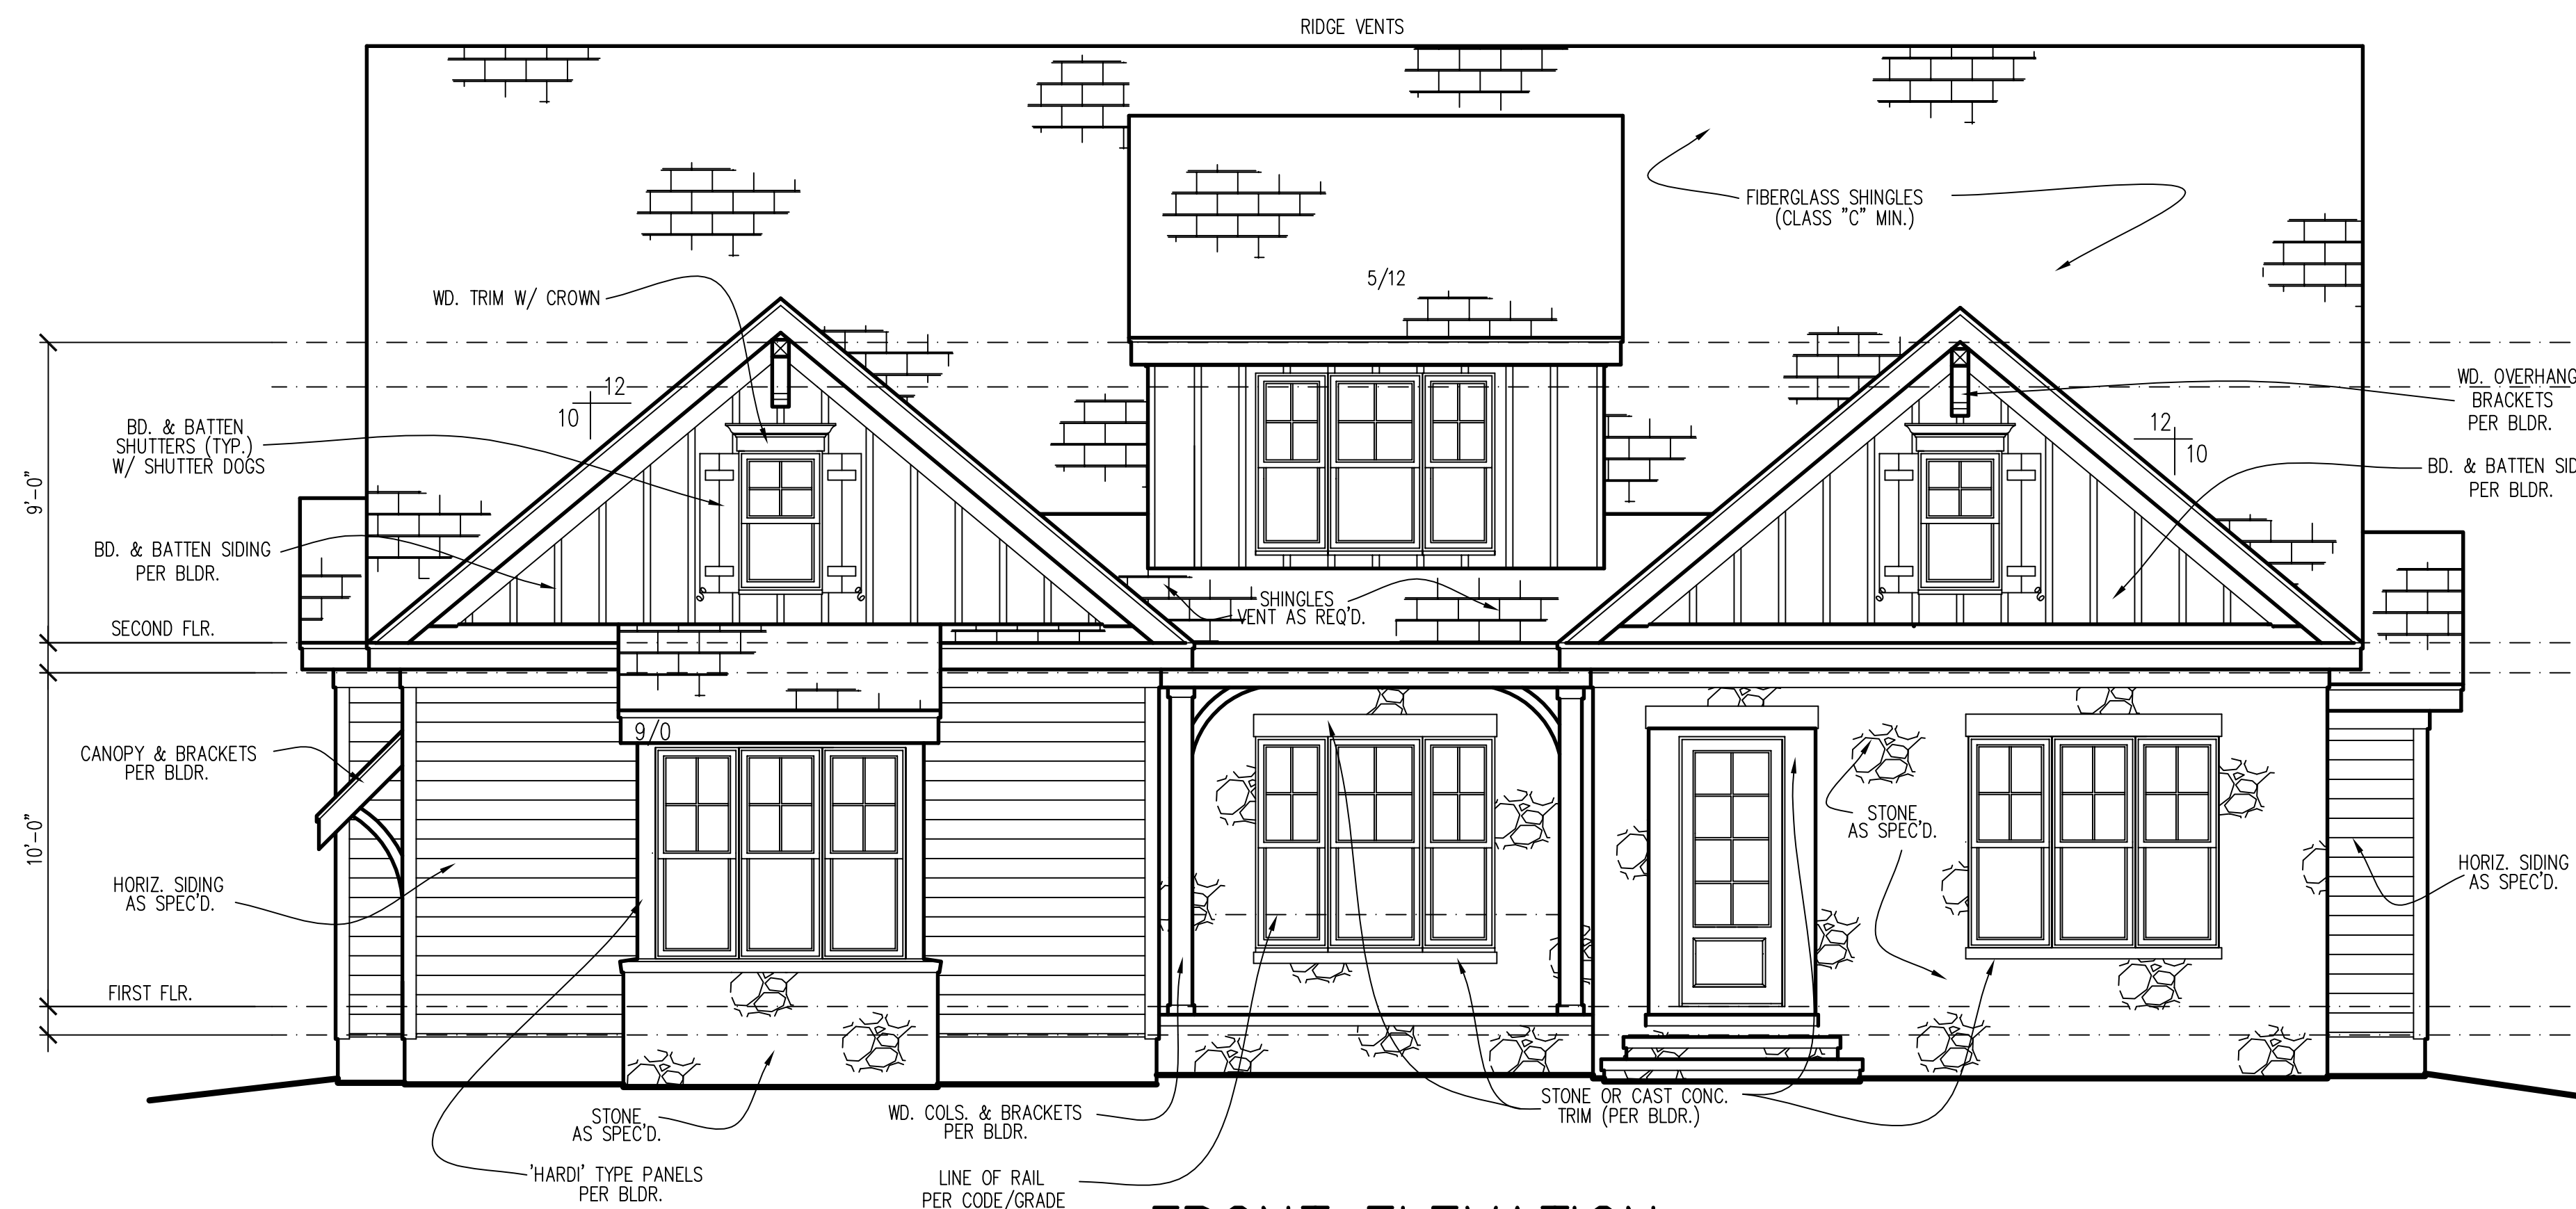 RIDGE VENTS
FIBERGLASS SHINGLES
(CLASS "C" MIN.)
5/12
WD. TRIM W/ CROWN
12
10
BD. & BATTEN
SHUTTERS (TYP.)
W/ SHUTTER DOGS
WD. OVERHANG
BRACKETS
PER BLDR.
12
10
BD. & BATTEN SID
PER BLDR.
9'-0"
BD. & BATTEN SIDING
PER BLDR.
SHINGLES
VENT AS REQ'D.
SECOND FLR.
9/0
CANOPY & BRACKETS
PER BLDR.
10'-0"
STONE
AS SPEC'D.
HORIZ. SIDING
AS SPEC'D.
HORIZ. SIDING
AS SPEC'D.
FIRST FLR.
STONE
AS SPEC'D.
WD. COLS. & BRACKETS
PER BLDR.
STONE OR CAST CONC.
TRIM (PER BLDR.)
'HARDI' TYPE PANELS
PER BLDR.
LINE OF RAIL
PER CODE/GRADE
FRONT ELEVATION